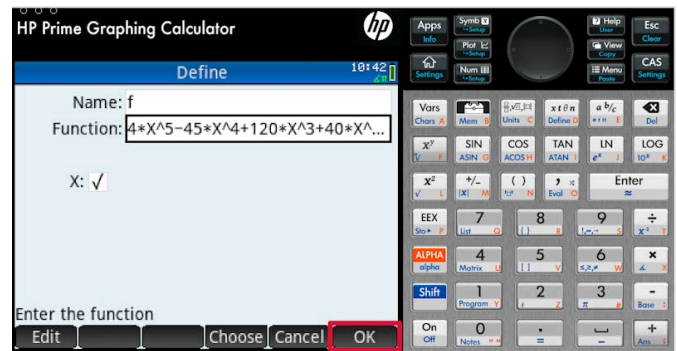 HP Prime Graphing Calculator
hp
Define
10:42
Name: f
Function: 4*X^5-45*X^4+120*X^3+40*X^...
X: √
Enter the function
Edit Choose Cancel OK
Apps Symb Help Esc
Info Setup User Clear
Plot View
Setup Copy
Num Menu CAS
Settings Setup Paste Settings
Vars x t θ n a b/c
Chars A Mem B Units C Define D E Del
xʸ SIN COS TAN LN LOG
F ASIN G ACOS H ATAN I eˣ J 10ˣ K
x² +/- ( ) , Enter
√ L |x| M N Eval O ≈
EEX 7 8 9 ÷
Sto ▸ P List Q { } R S x⁻¹ T
ALPHA 4 5 6 ×
alpha Matrix U [ ] V ≤,≥,≠ W X
Shift 1 2 3 -
Program Y i Z π # Base :
On 0 . +
Off Notes " " = Ans ;